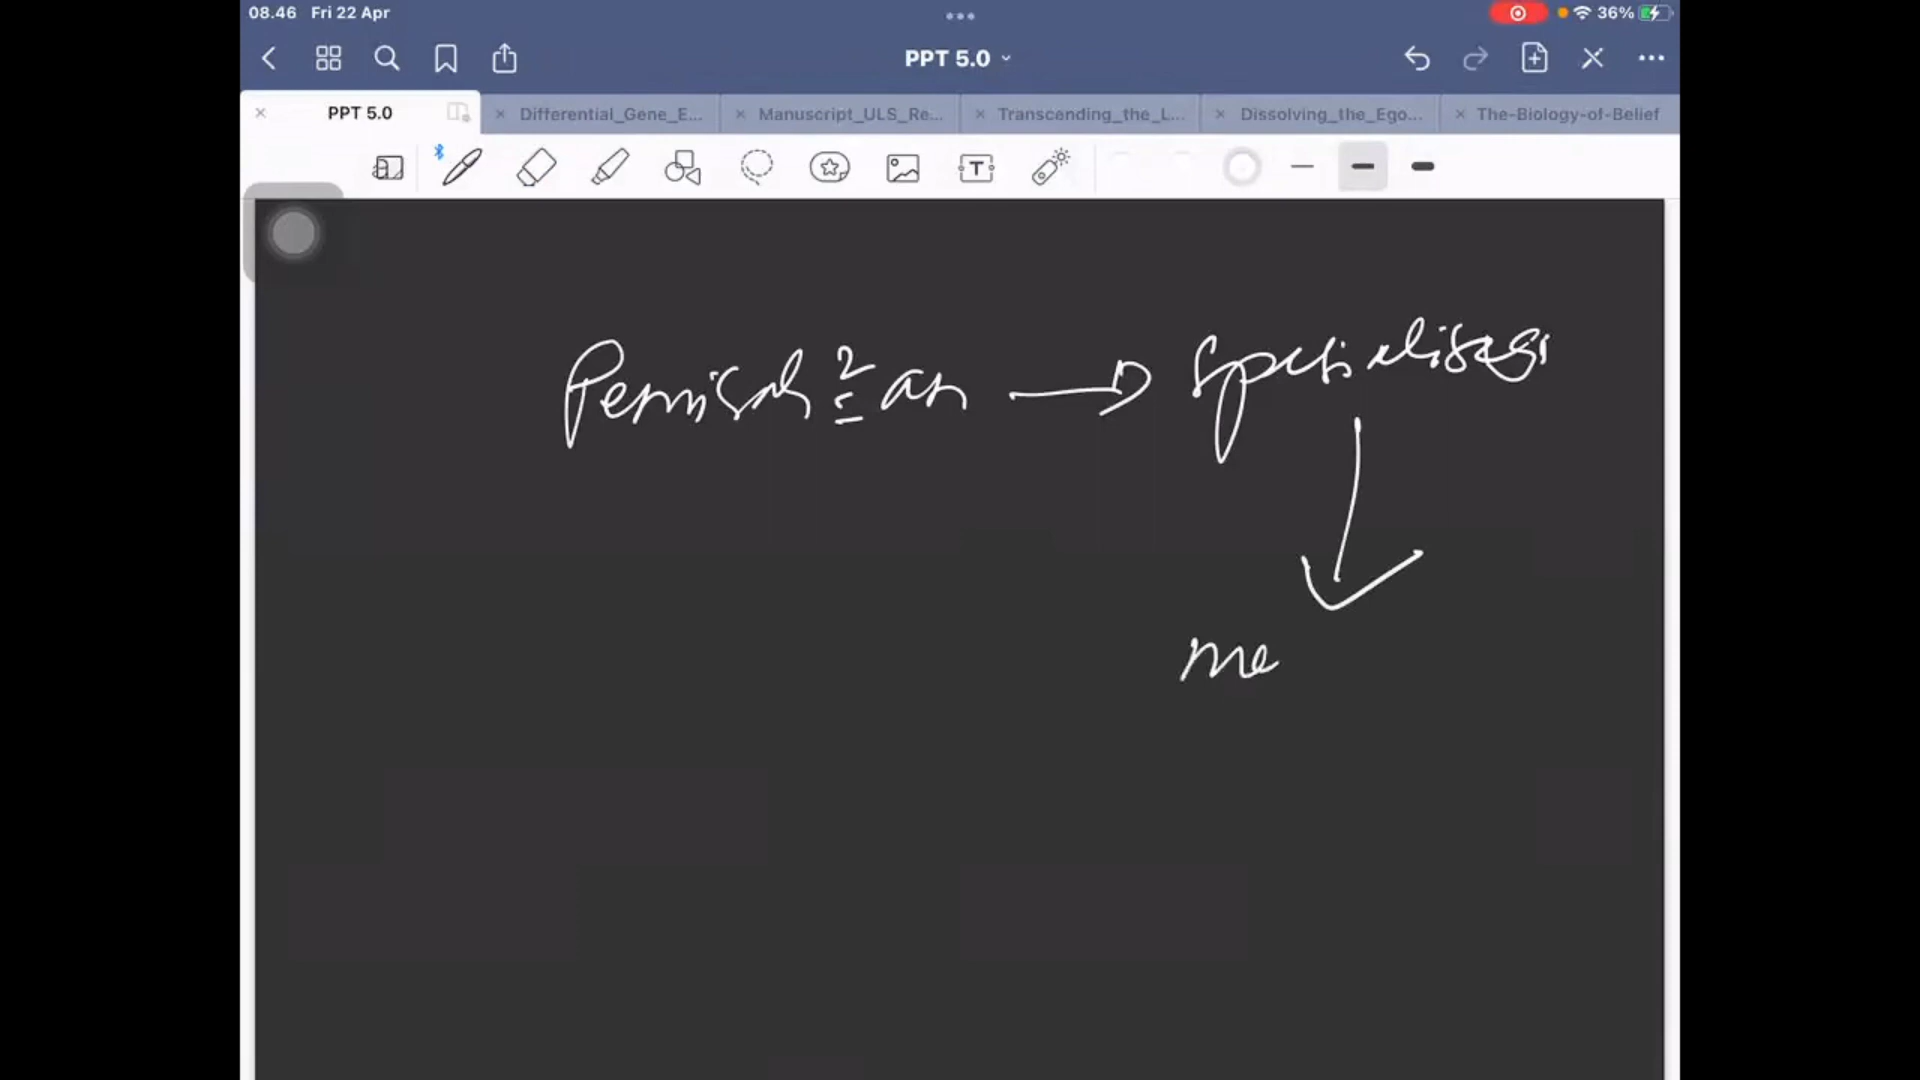 08.46 Fri 22 Apr
36%
PPT 5.0
PPT 5.0
Differential_Gene_E...
Manuscript_ULS_Re...
Transcending_the_L...
Dissolving_the_Ego...
The-Biology-of-Belief
T
Pemisah2an → Spesialisasi
me